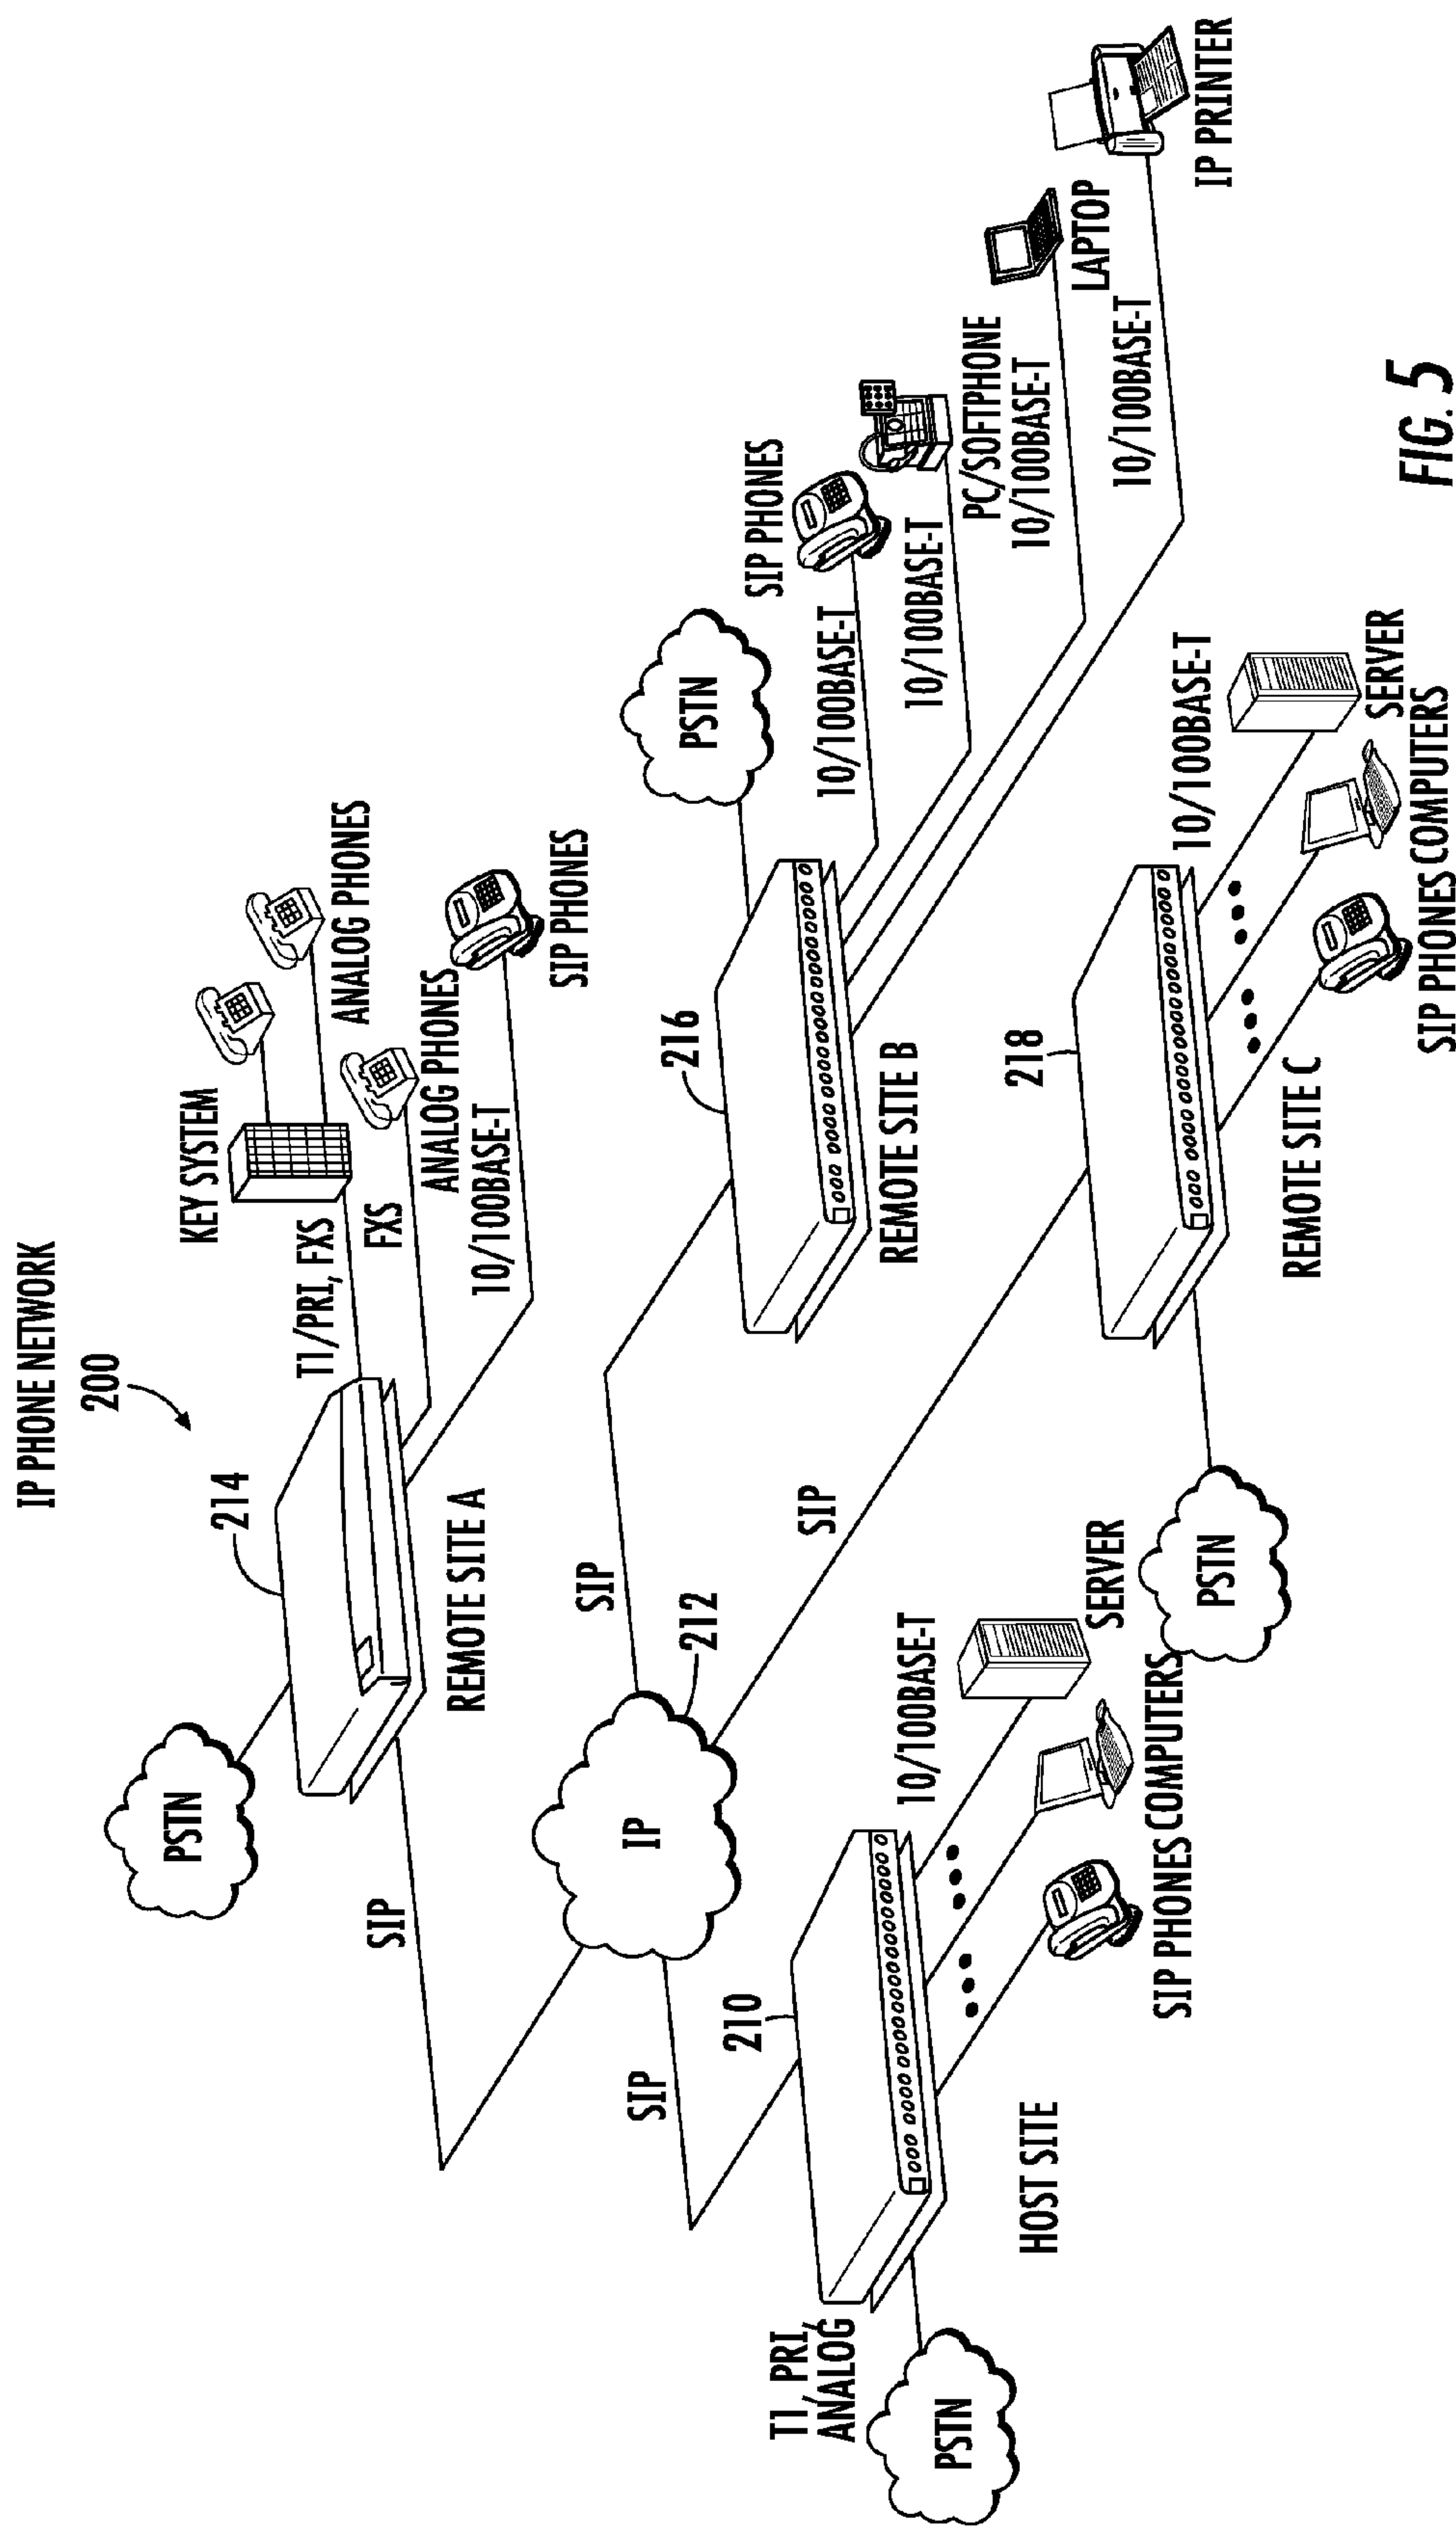 IP PHONE NETWORK
200
PSTN
214
REMOTE SITE A
SIP
KEY SYSTEM
T1/PRI, FXS
ANALOG PHONES
FXS
ANALOG PHONES
10/100BASE-T
SIP PHONES
IP
212
SIP
SIP
SIP
216
REMOTE SITE B
PSTN
SIP PHONES
10/100BASE-T
10/100BASE-T
PC/SOFTPHONE
10/100BASE-T
LAPTOP
10/100BASE-T
IP PRINTER
T1, PRI,
ANALOG
PSTN
210
HOST SITE
10/100BASE-T
SERVER
SIP PHONES COMPUTERS
218
REMOTE SITE C
PSTN
10/100BASE-T
SERVER
SIP PHONES COMPUTERS
FIG. 5